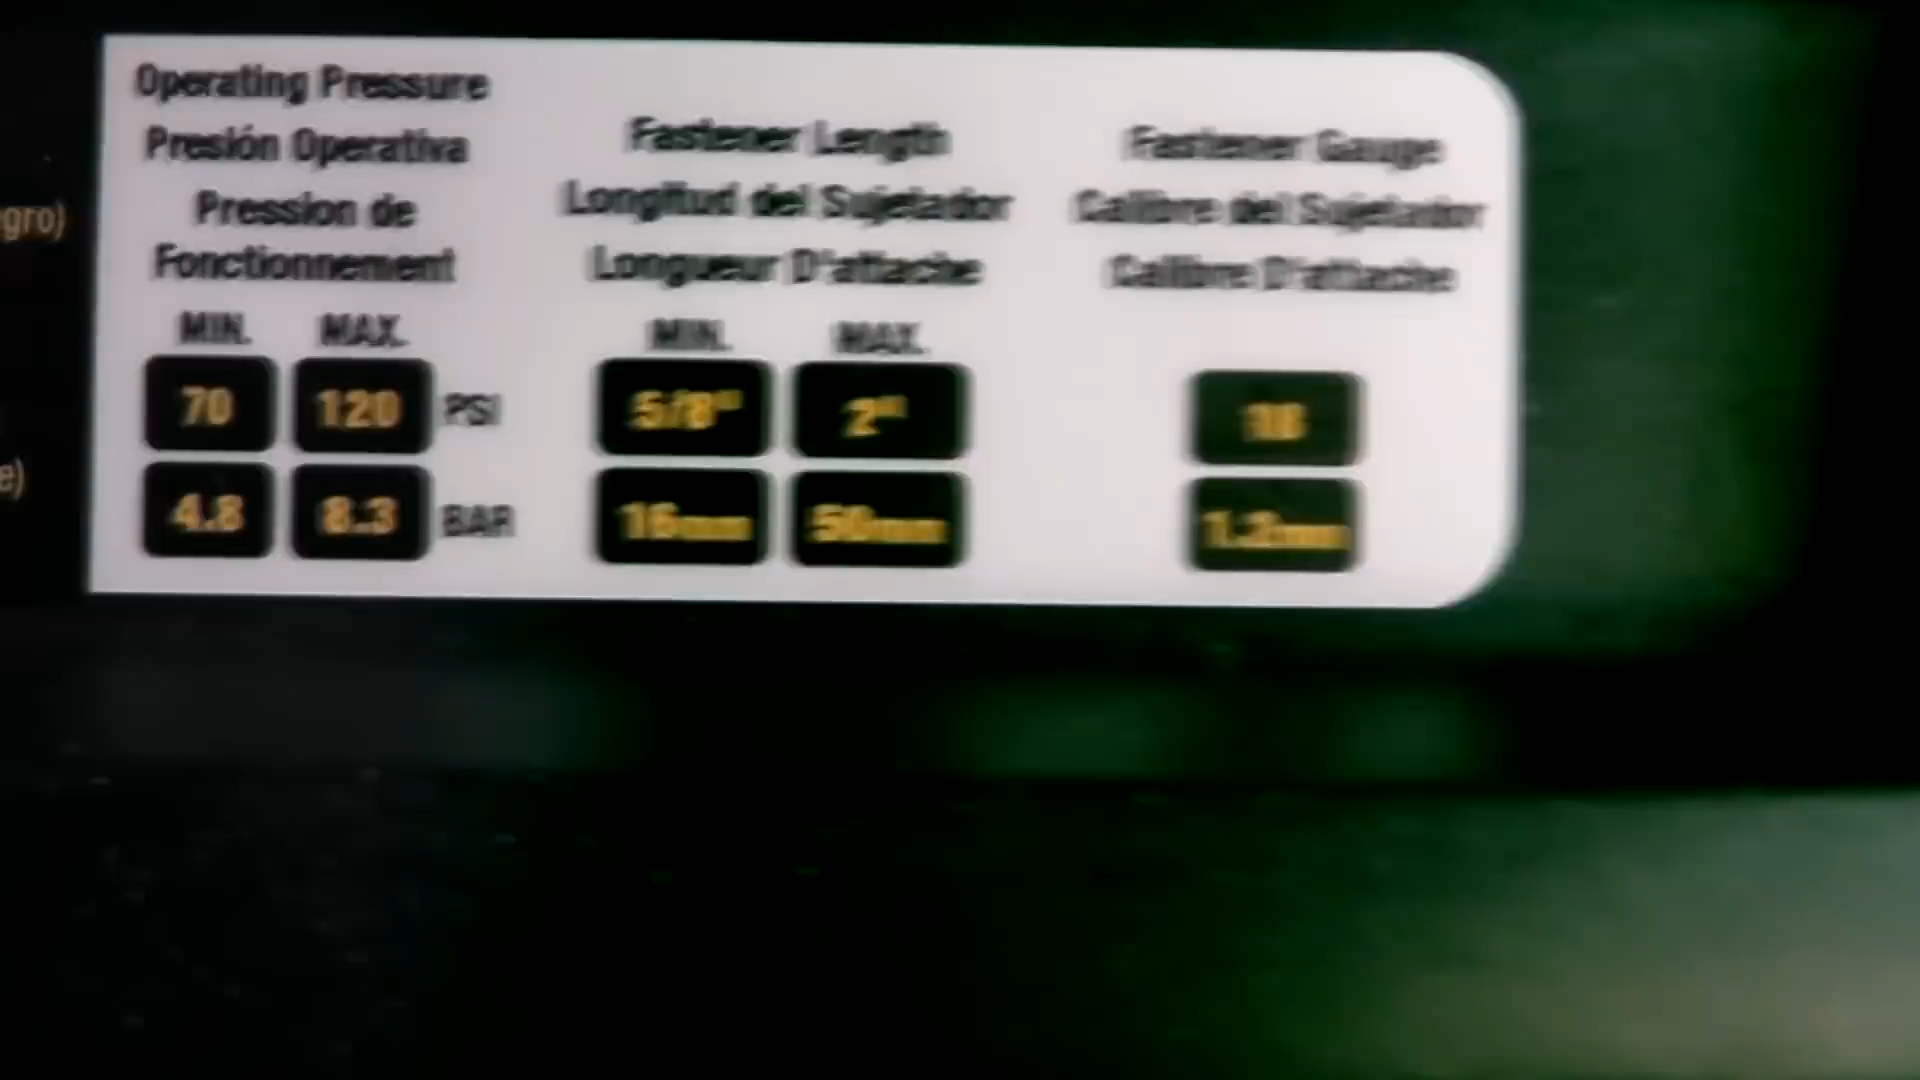 Operating Pressure
Presión Operativa
Pression de
Fonctionnement
MIN. MAX.
70 120 PSI
4.8 8.3 BAR
Fastener Length
Longitud del Sujetador
Longueur D'attache
MIN. MAX.
5/8" 2"
16mm 50mm
Fastener Gauge
Calibre del Sujetador
Calibre D'attache
18
1.2mm
gro)
e)